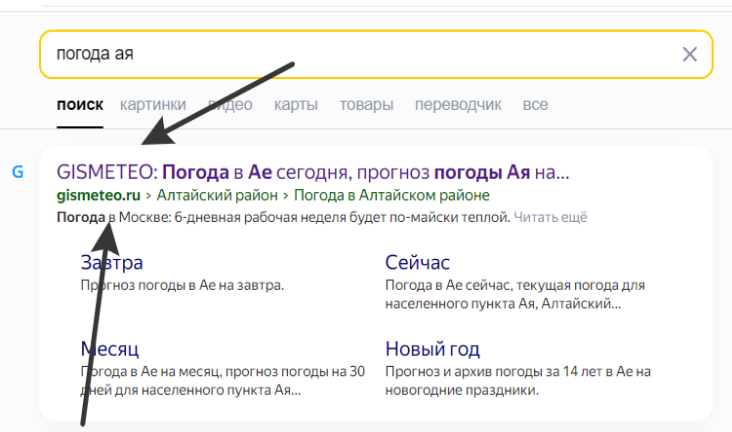 погода ая
поиск картинки видео карты товары переводчик все
G
GISMETEO: Погода в Ае сегодня, прогноз погоды Ая на...
gismeteo.ru › Алтайский район › Погода в Алтайском районе
Погода в Москве: 6-дневная рабочая неделя будет по-майски теплой. Читать ещё
Завтра
Прогноз погоды в Ае на завтра.
Сейчас
Погода в Ае сейчас, текущая погода для
населенного пункта Ая, Алтайский...
Месяц
Погода в Ае на месяц, прогноз погоды на 30
дней для населенного пункта Ая...
Новый год
Прогноз и архив погоды за 14 лет в Ае на
новогодние праздники.